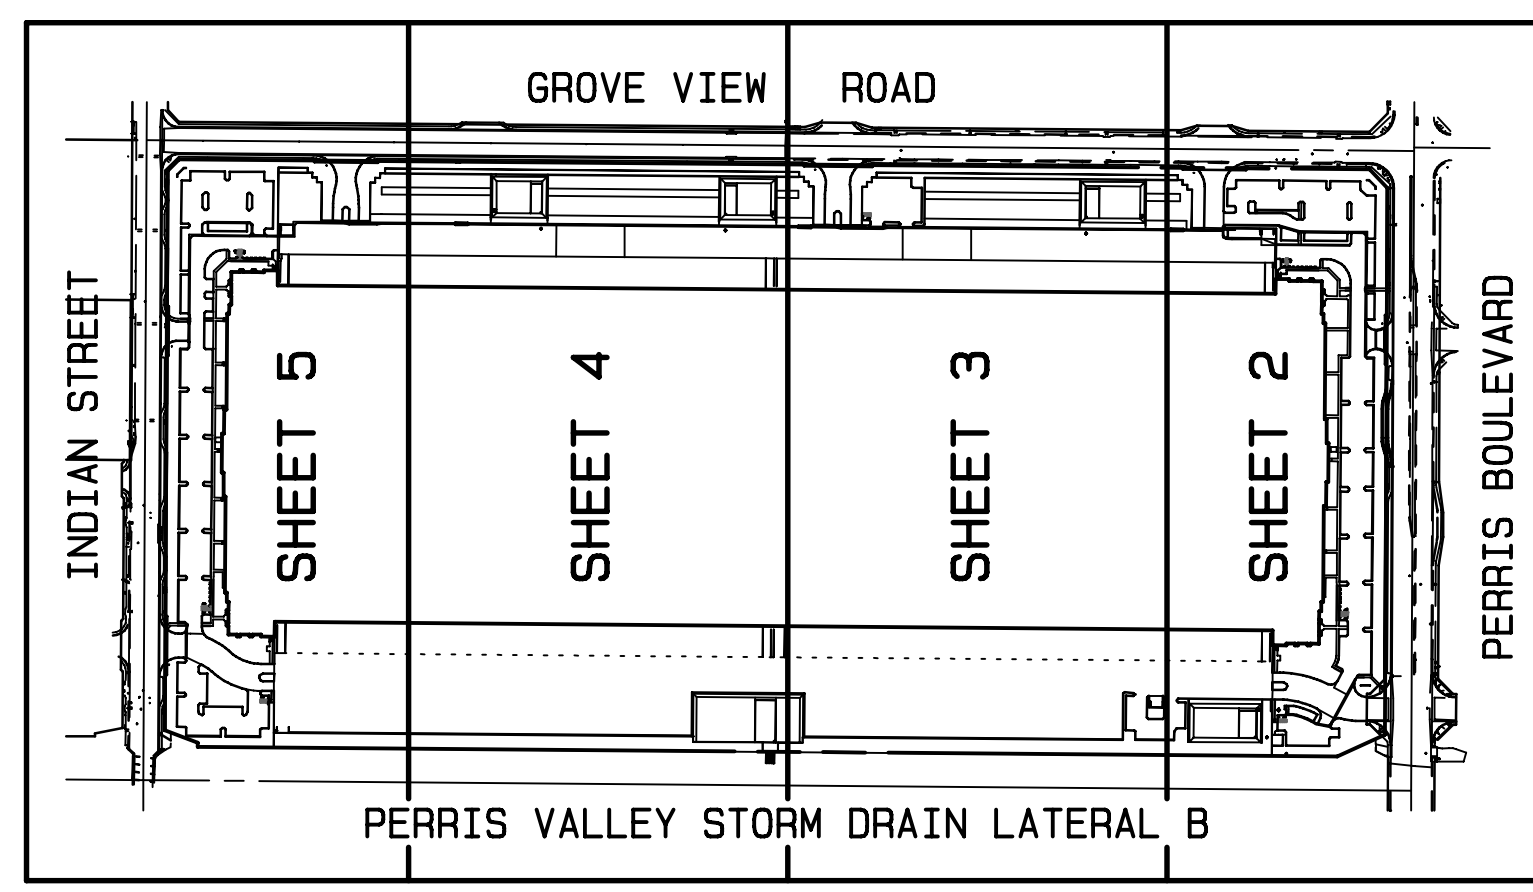 GROVE VIEW ROAD
INDIAN STREET
SHEET 5
SHEET 4
SHEET 3
SHEET 2
PERRIS BOULEVARD
PERRIS VALLEY STORM DRAIN LATERAL B